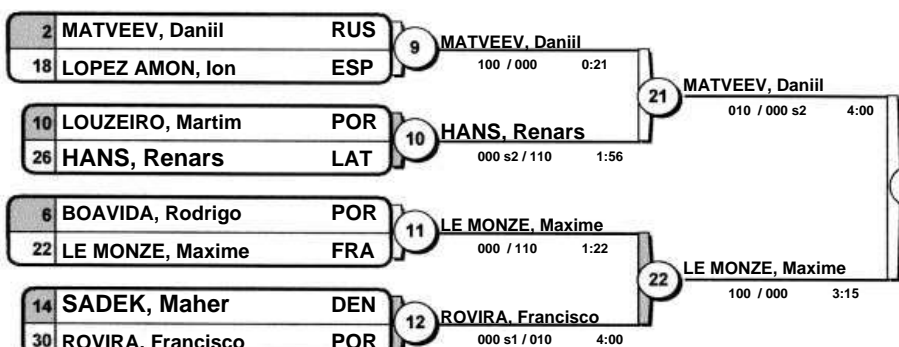 2 MATVEEV, Daniil RUS
18 LOPEZ AMON, Ion ESP
9
MATVEEV, Daniil
100 / 000 0:21
10 LOUZEIRO, Martim POR
26 HANS, Renars LAT
10
HANS, Renars
000 s2 / 110 1:56
21
MATVEEV, Daniil
010 / 000 s2 4:00
6 BOAVIDA, Rodrigo POR
22 LE MONZE, Maxime FRA
11
LE MONZE, Maxime
000 / 110 1:22
14 SADEK, Maher DEN
30 ROVIRA, Francisco POR
12
ROVIRA, Francisco
000 s1 / 010 4:00
22
LE MONZE, Maxime
100 / 000 3:15